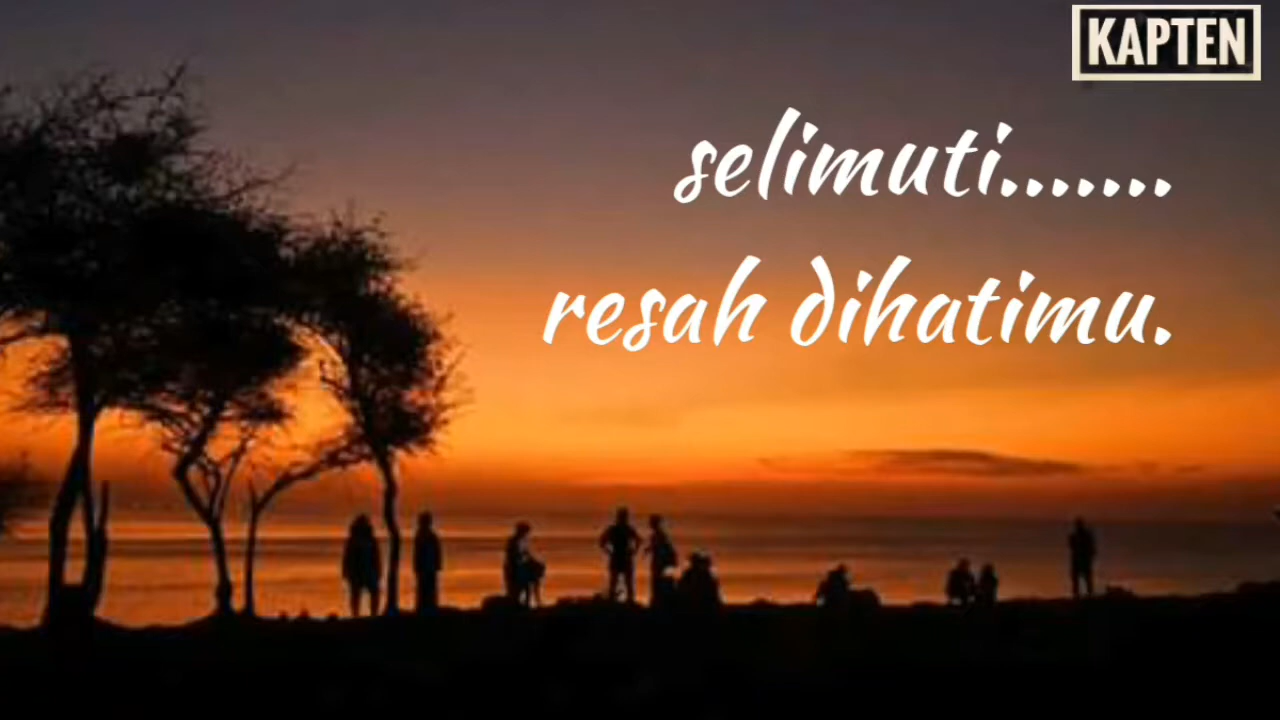 KAPTEN
selimuti.......
resah dihatimu.